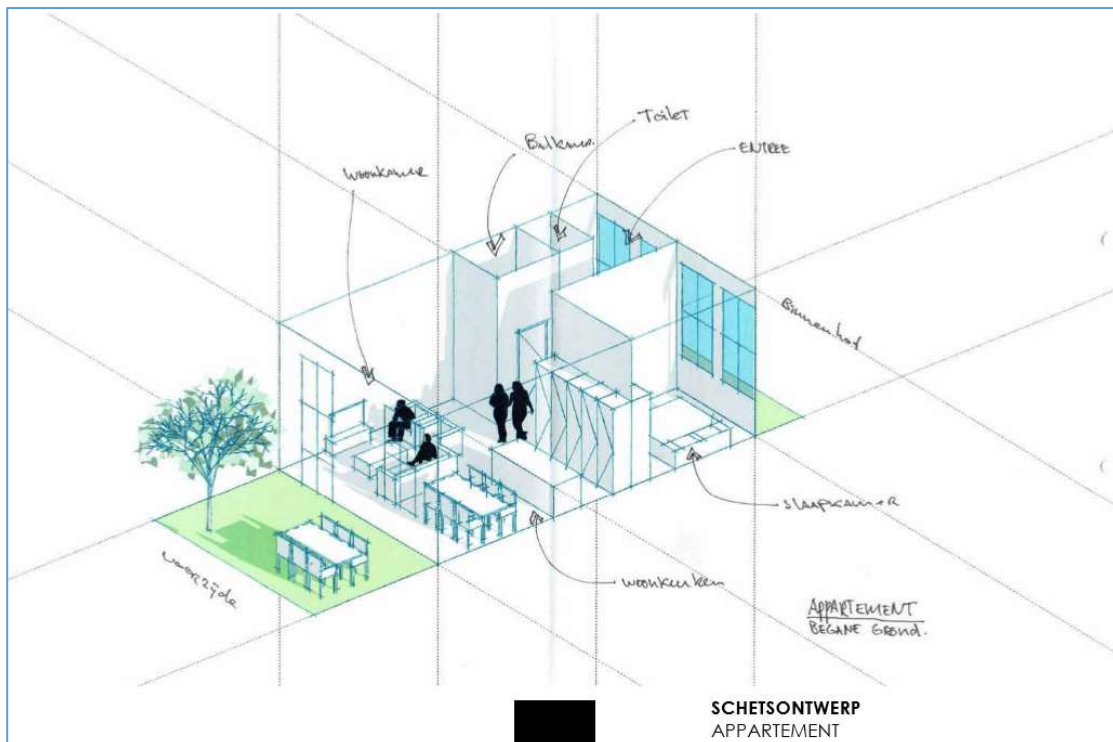 Toilet
Badkamer
ENTREE
WOONKAMER
Binnenhof
SLAAPKAMER
voorzijde
WOONKEUKEN
APPARTEMENT
BEGANE GROND.
SCHETSONTWERP
APPARTEMENT